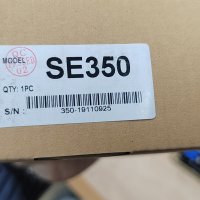 MODEL SE350
QTY: 1PC
S/N : 350-19110925